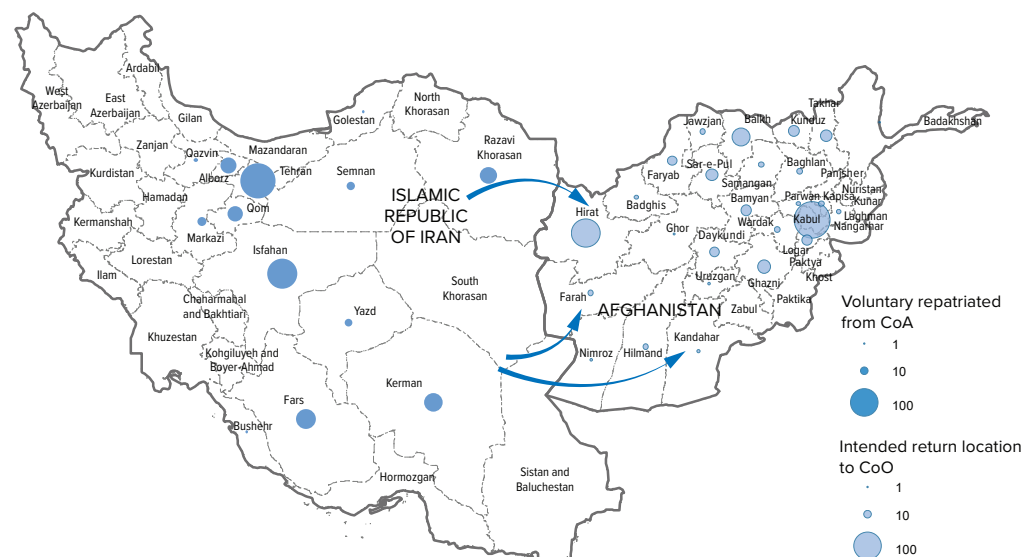 Ardabil
West
Azerbaijan
East
Azerbaijan
Gilan
Golestan
North
Khorasan
Razavi
Khorasan
Zanjan
Qazvin
Mazandaran
Kurdistan
Alborz
Tehran
Semnan
Hamadan
Qom
Kermanshah
Markazi
ISLAMIC
REPUBLIC
OF IRAN
Lorestan
Isfahan
Ilam
South
Khorasan
Chaharmahal
and Bakhtiari
Yazd
Khuzestan
Kohgiluyeh and
Boyer-Ahmad
Kerman
Fars
Bushehr
Hormozgan
Sistan and
Baluchestan
Takhar
Jawzjan
Balkh
Kunduz
Badakhshan
Sar-e-Pul
Baghlan
Faryab
Samangan
Panjsher
Badghis
Bamyan
Parwan
Kapisa
Nuristan
Kunar
Hirat
Laghman
Wardak
Kabul
Nangarhar
Ghor
Daykundi
Logar
Paktya
Uruzgan
Ghazni
Khost
Farah
AFGHANISTAN
Zabul
Paktika
Kandahar
Nimroz
Hilmand
Voluntary repatriated
from CoA
1
10
100
Intended return location
to CoO
1
10
100